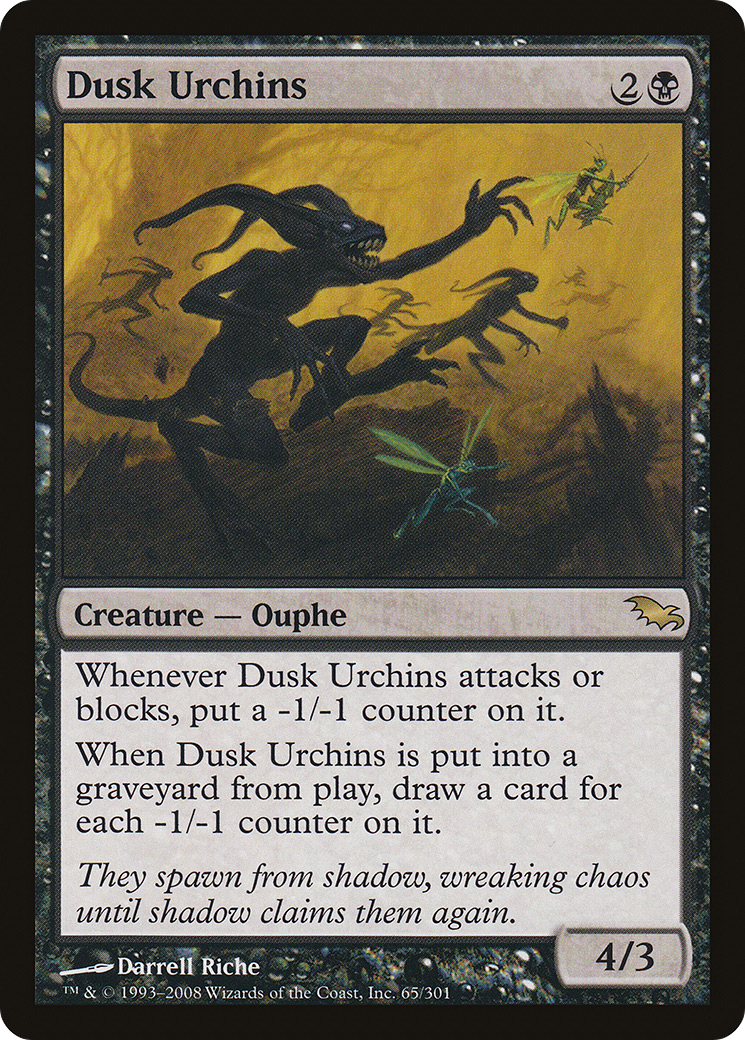 Dusk Urchins 2
Creature — Ouphe
Whenever Dusk Urchins attacks or
blocks, put a -1/-1 counter on it.
When Dusk Urchins is put into a
graveyard from play, draw a card for
each -1/-1 counter on it.
They spawn from shadow, wreaking chaos
until shadow claims them again.
4/3
Darrell Riche
™ & © 1993–2008 Wizards of the Coast, Inc. 65/301